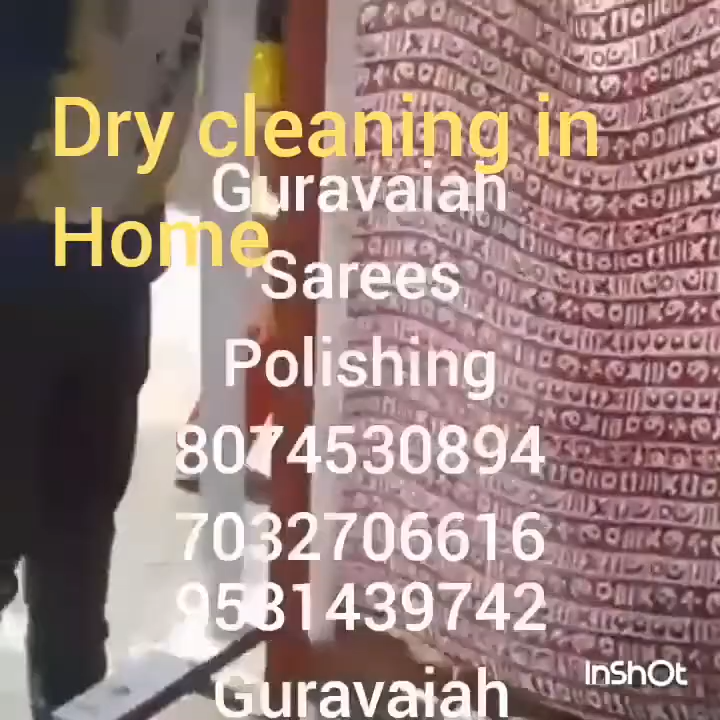 Dry cleaning in
Home
Guravaiah
Sarees
Polishing
8074530894
7032706616
9581439742
Guravaiah
InShOt